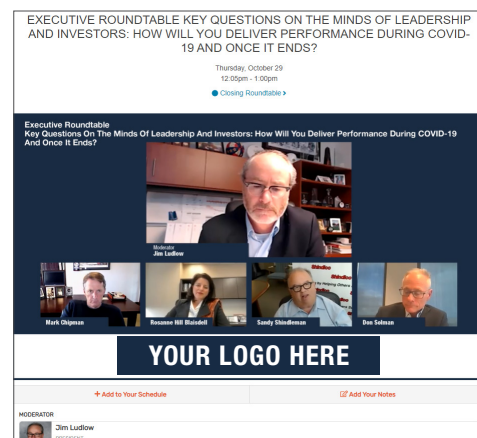 EXECUTIVE ROUNDTABLE KEY QUESTIONS ON THE MINDS OF LEADERSHIP
AND INVESTORS: HOW WILL YOU DELIVER PERFORMANCE DURING COVID-
19 AND ONCE IT ENDS?
Thursday, October 29
12:05pm - 1:00pm
Closing Roundtable >
Executive Roundtable
Key Questions On The Minds Of Leadership And Investors: How Will You Deliver Performance During COVID-19
And Once It Ends?
Moderator
Jim Ludlow
Mark Chipman
Rosanne Hill Blaisdell
Sandy Shindleman
Don Solman
YOUR LOGO HERE
+ Add to Your Schedule
Add Your Notes
MODERATOR
Jim Ludlow
PRESIDENT